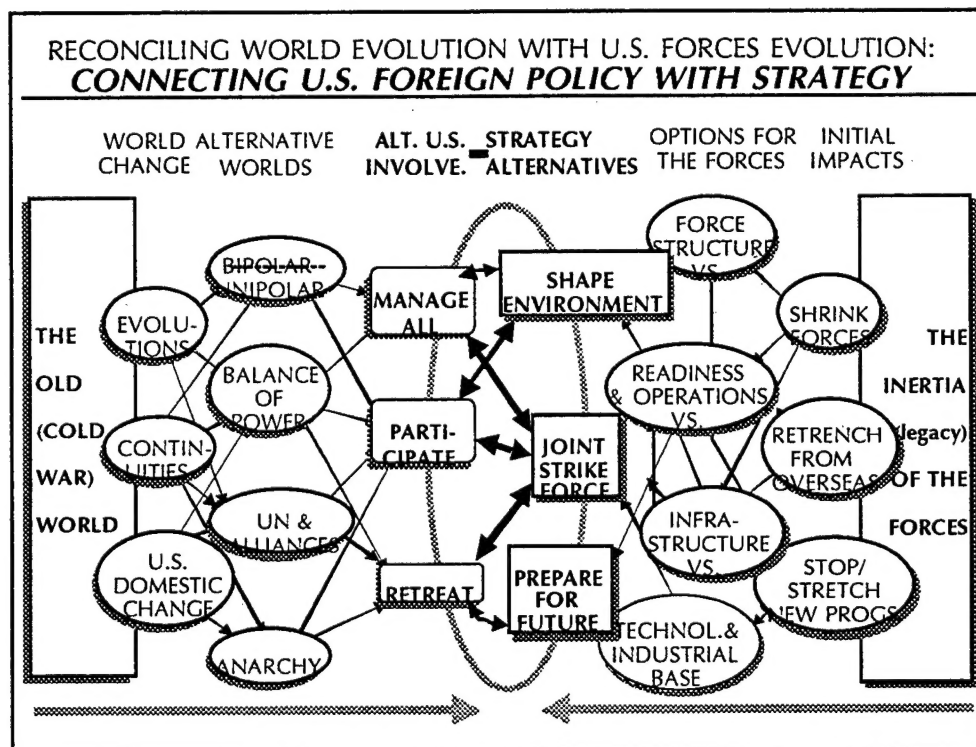 RECONCILING WORLD EVOLUTION WITH U.S. FORCES EVOLUTION:
CONNECTING U.S. FOREIGN POLICY WITH STRATEGY
WORLD ALTERNATIVE
CHANGE WORLDS
ALT. U.S. = STRATEGY
INVOLVE. ALTERNATIVES
OPTIONS FOR INITIAL
THE FORCES IMPACTS
THE
OLD
(COLD
WAR)
WORLD
EVOLU-
TIONS
CONTIN-
UITIES
U.S.
DOMESTIC
CHANGE
BIPOLAR--
UNIPOLAR
BALANCE
OF
POWER
UN &
ALLIANCES
ANARCHY
MANAGE
ALL
PARTI-
CIPATE
RETREAT
SHAPE
ENVIRONMENT
JOINT
STRIKE
FORCE
PREPARE
FOR
FUTURE
FORCE
STRUCTURE
VS.
READINESS
& OPERATIONS
VS.
INFRA-
STRUCTURE
VS.
TECHNOL.&
INDUSTRIAL
BASE
SHRINK
FORCES
RETRENCH
FROM
OVERSEAS
STOP/
STRETCH
NEW PROGS
THE
INERTIA
(legacy)
OF THE
FORCES